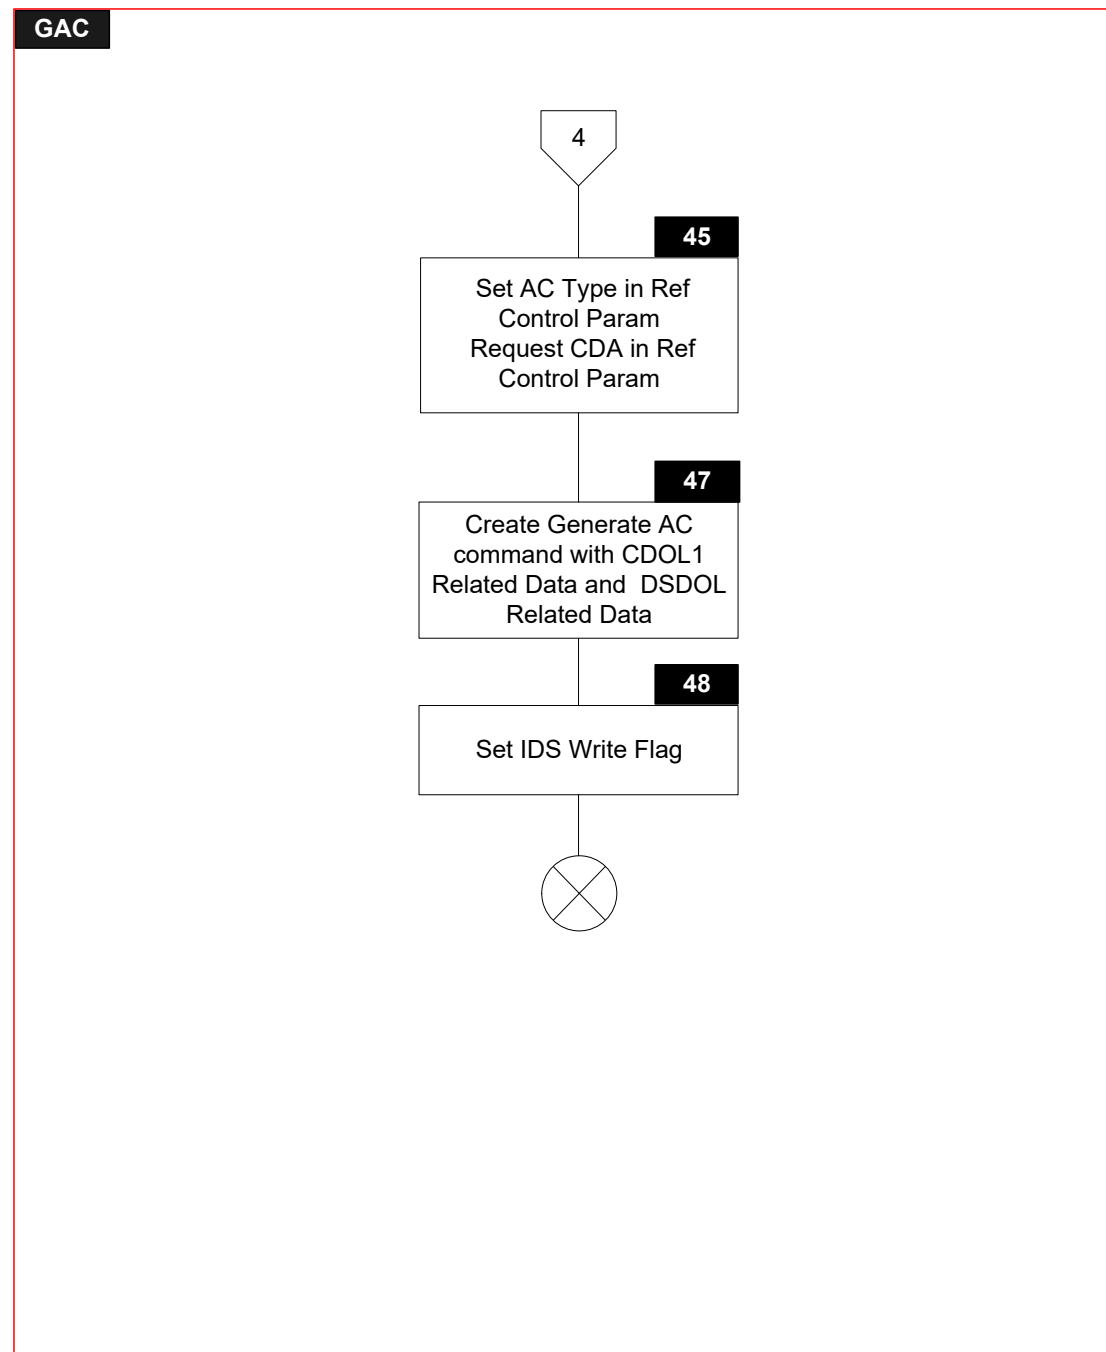 GAC
4
45
Set AC Type in Ref
Control Param
Request CDA in Ref
Control Param
47
Create Generate AC
command with CDOL1
Related Data and  DSDOL
Related Data
48
Set IDS Write Flag